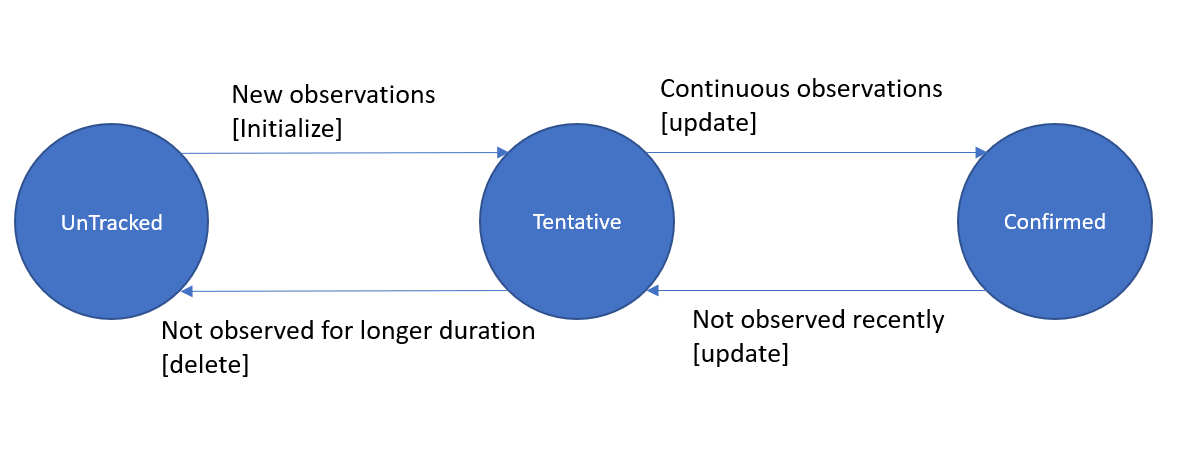 New observations
[Initialize]
Continuous observations
[update]
UnTracked
Tentative
Confirmed
Not observed for longer duration
[delete]
Not observed recently
[update]